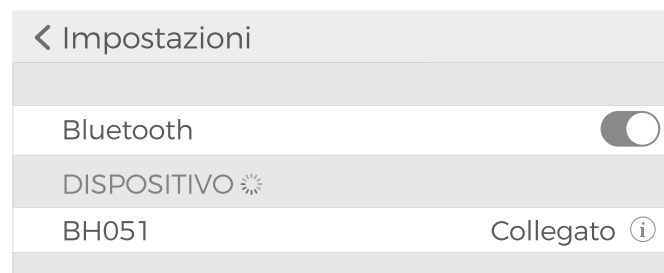 Impostazioni
Bluetooth
DISPOSITIVO
BH051 Collegato i